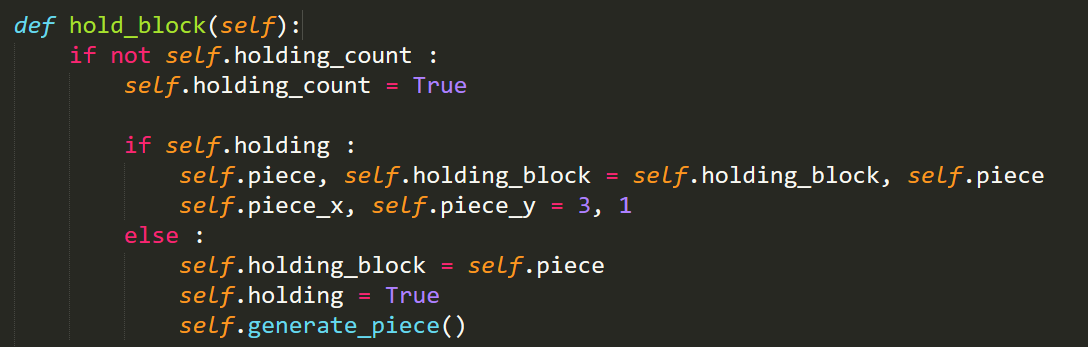 def hold_block(self):
    if not self.holding_count :
        self.holding_count = True

        if self.holding :
            self.piece, self.holding_block = self.holding_block, self.piece
            self.piece_x, self.piece_y = 3, 1
        else :
            self.holding_block = self.piece
            self.holding = True
            self.generate_piece()